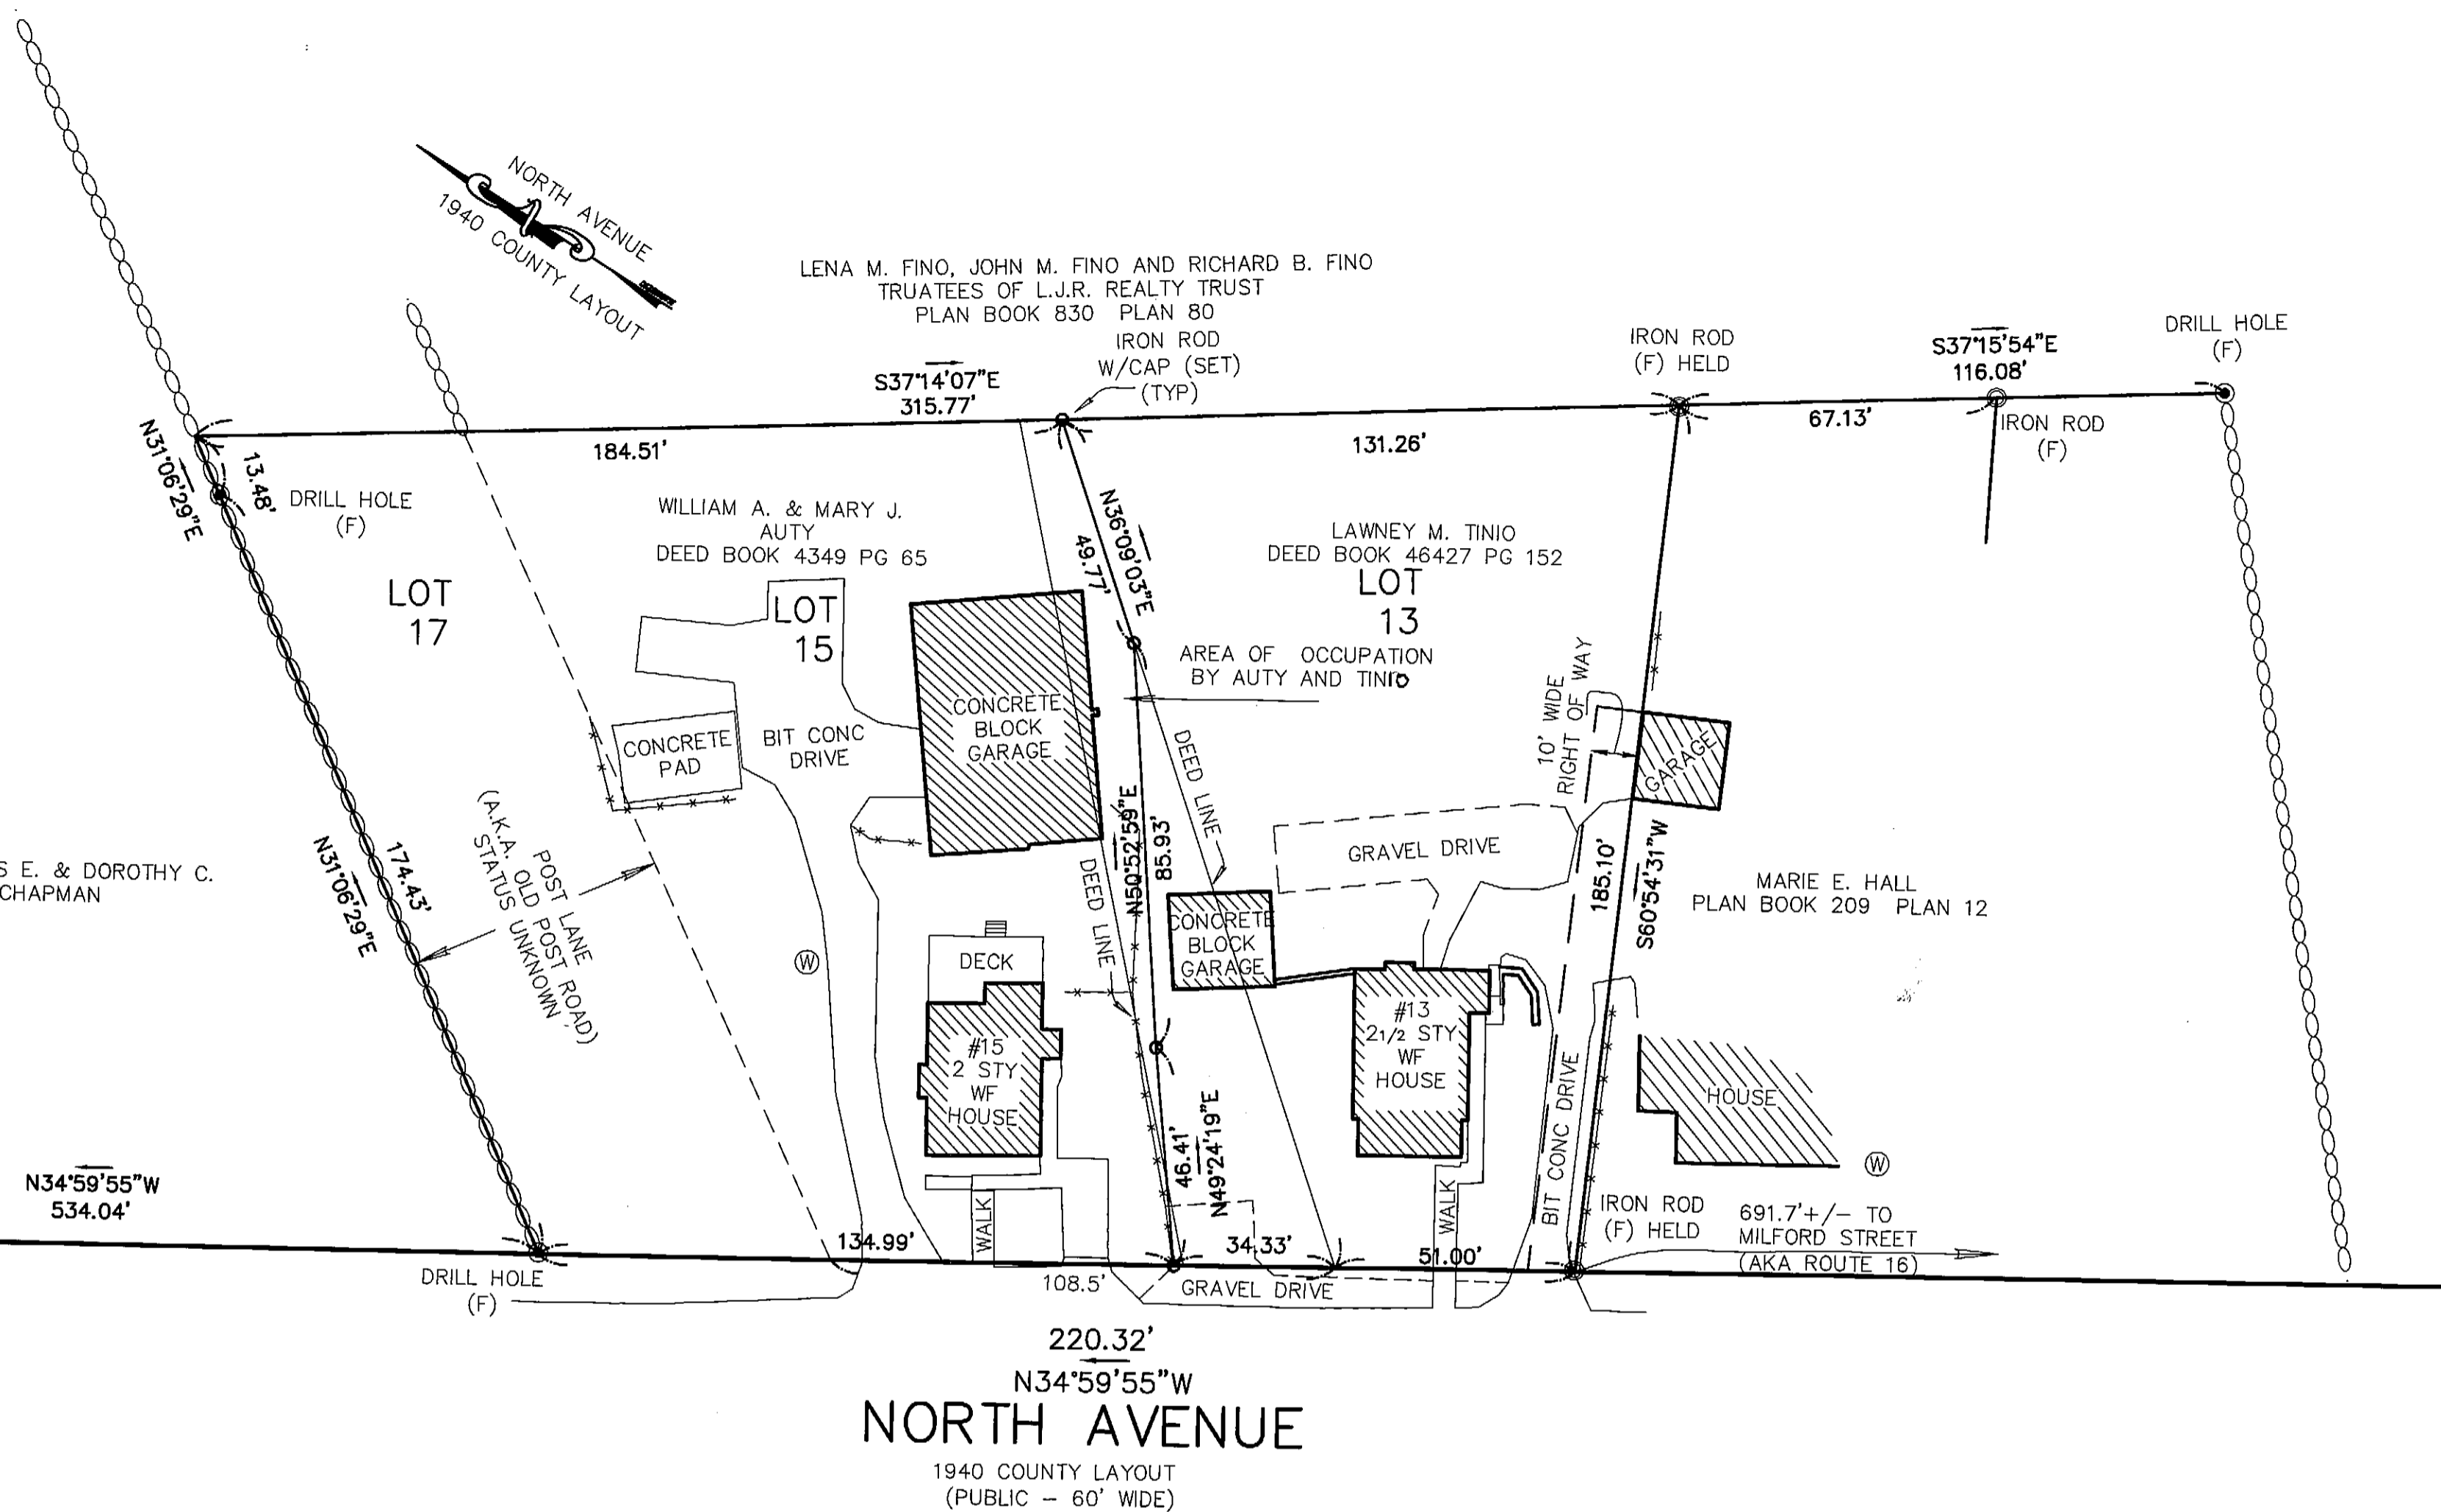 NORTH AVENUE
1940 COUNTY LAYOUT
LENA M. FINO, JOHN M. FINO AND RICHARD B. FINO
TRUATEES OF L.J.R. REALTY TRUST
PLAN BOOK 830 PLAN 80
IRON ROD
W/CAP (SET)
(TYP)
IRON ROD
(F) HELD
S37°15'54"E
116.08'
DRILL HOLE
(F)
S37°14'07"E
315.77'
184.51'
131.26'
67.13'
IRON ROD
(F)
N31°06'29"E
13.48'
DRILL HOLE
(F)
WILLIAM A. & MARY J.
AUTY
DEED BOOK 4349 PG 65
N36°09'03"E
49.77'
LAWNEY M. TINIO
DEED BOOK 46427 PG 152
LOT
17
LOT
15
LOT
13
AREA OF OCCUPATION
BY AUTY AND TINIO
10' WIDE
RIGHT OF WAY
CONCRETE
PAD
BIT CONC
DRIVE
CONCRETE
BLOCK
GARAGE
DEED LINE
GARAGE
POST LANE
(A.K.A. OLD POST ROAD)
STATUS UNKNOWN
174.43'
N31°06'29"E
N50°52'59"E
85.93'
DEED LINE
GRAVEL DRIVE
185.10'
S60°54'31"W
S E. & DOROTHY C.
CHAPMAN
MARIE E. HALL
PLAN BOOK 209 PLAN 12
CONCRETE
BLOCK
GARAGE
W
DECK
#15
2 STY
WF
HOUSE
#13
2 1/2 STY
WF
HOUSE
HOUSE
W
46.41'
N49°24'19"E
BIT CONC DRIVE
N34°59'55"W
534.04'
WALK
WALK
IRON ROD
(F) HELD
691.7'+/- TO
MILFORD STREET
(AKA ROUTE 16)
134.99'
34.33'
51.00'
DRILL HOLE
(F)
108.5'
GRAVEL DRIVE
220.32'
N34°59'55"W
NORTH AVENUE
1940 COUNTY LAYOUT
(PUBLIC - 60' WIDE)